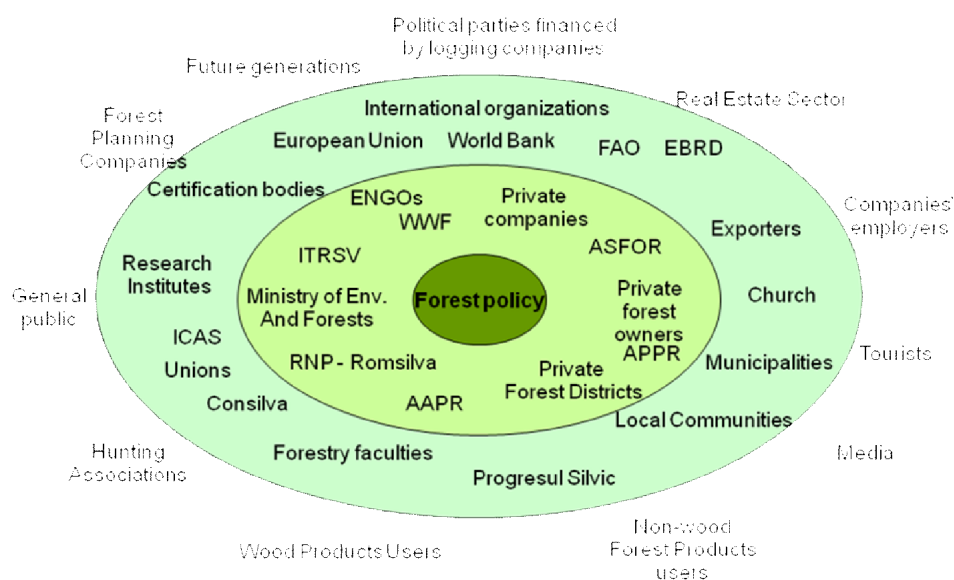 Political parties financed
by logging companies
Future generations
Real Estate Sector
International organizations
Forest
Planning
Companies
European Union
World Bank
FAO
EBRD
Certification bodies
ENGOs
WWF
Private
companies
Companies'
employers
Exporters
ITRSV
ASFOR
Research
Institutes
General
public
Ministry of Env.
And Forests
Forest policy
Private
forest
owners
APPR
Church
ICAS
Unions
RNP - Romsilva
Private
Forest Districts
Municipalities
Tourists
Consilva
AAPR
Local Communities
Hunting
Associations
Forestry faculties
Progresul Silvic
Media
Wood Products Users
Non-wood
Forest Products
users